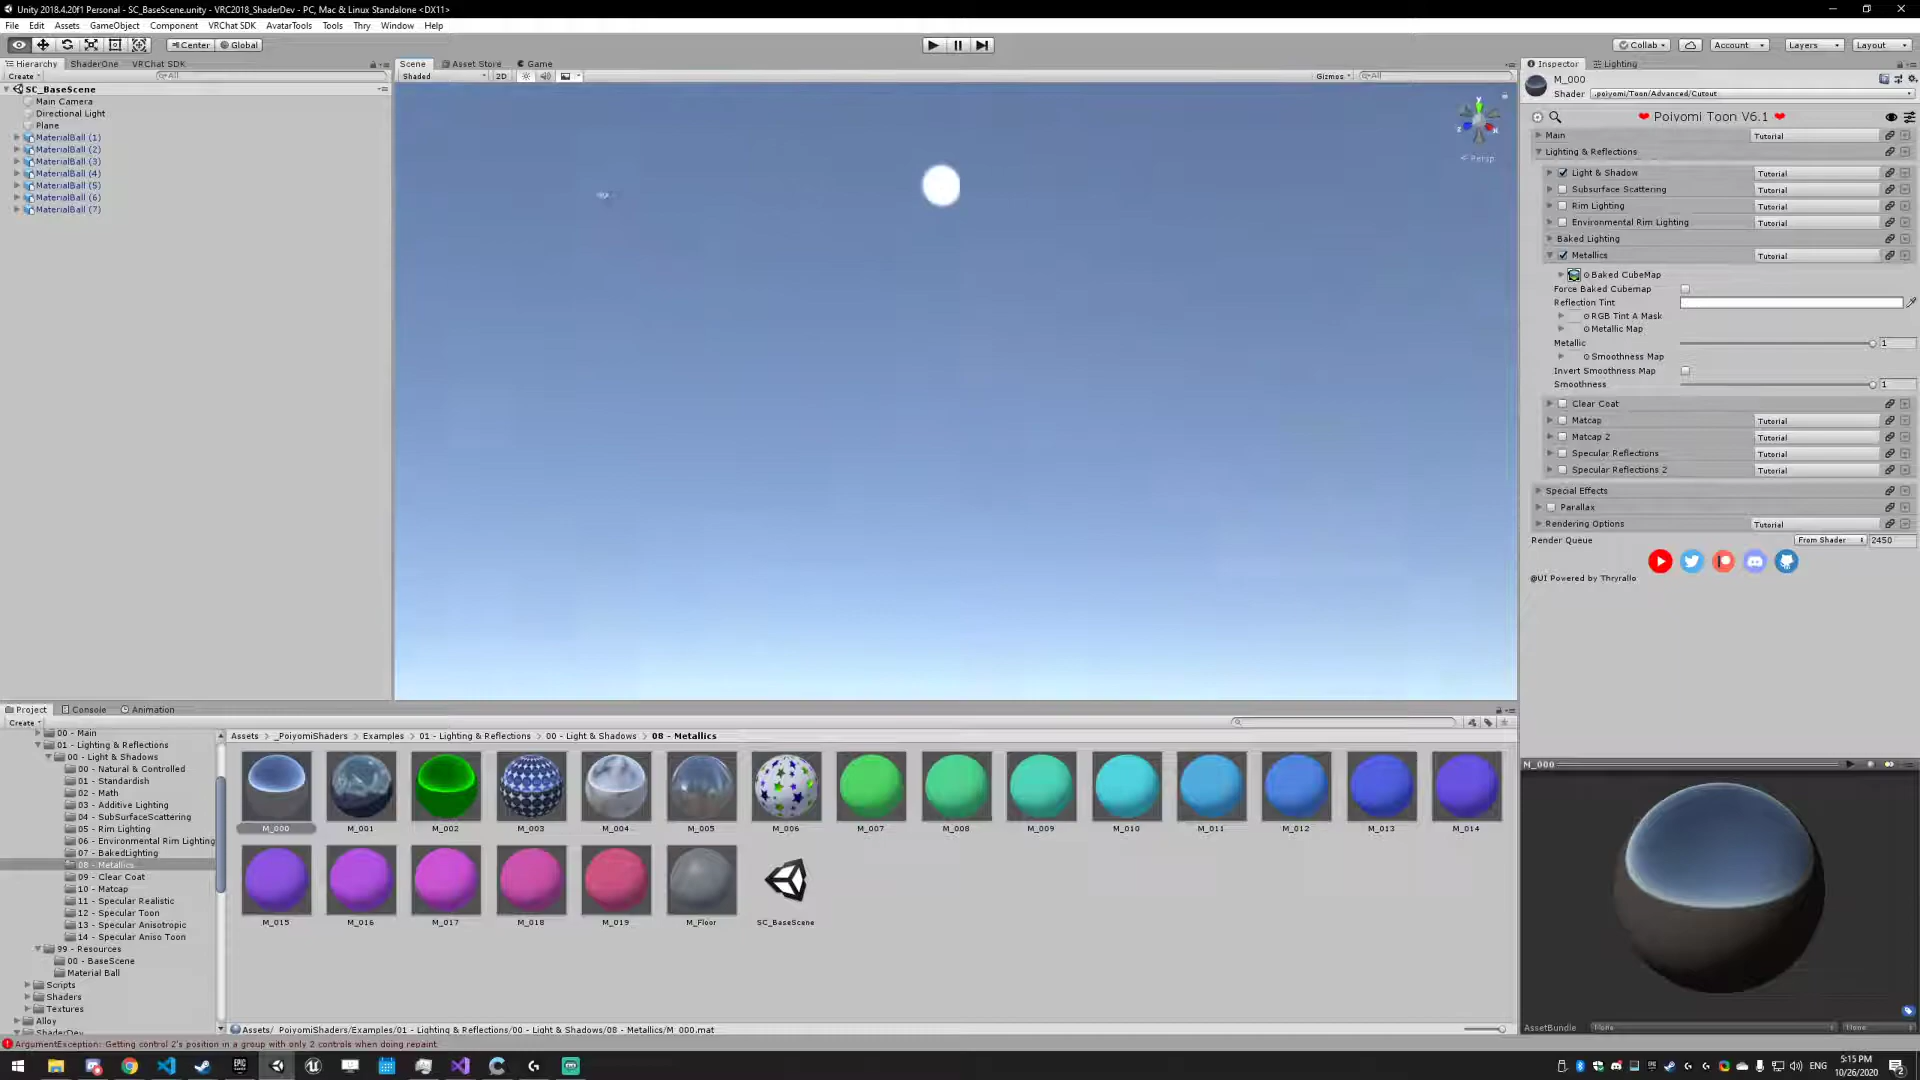 Unity 2018.4.20f1 Personal - SC_BaseScene.unity - VRC2018_ShaderDev - PC, Mac & Linux Standalone <DX11>
File Edit Assets GameObject Component VRChat SDK AvatarTools Tools Thry Window Help
Center Global Collab Account Layers Layout
Hierarchy ShaderOne VRChat SDK Scene Asset Store Game Inspector Lighting
Create All Shaded 2D Gizmos All
SC_BaseScene
Main Camera
Directional Light
Plane
MaterialBall (1)
MaterialBall (2)
MaterialBall (3)
MaterialBall (4)
MaterialBall (5)
MaterialBall (6)
MaterialBall (7)
y
x
z
< Persp
M_000
Shader .poiyomi/Toon/Advanced/Cutout
❤ Poiyomi Toon V6.1 ❤
Main Tutorial
Lighting & Reflections
Light & Shadow Tutorial
Subsurface Scattering Tutorial
Rim Lighting Tutorial
Environmental Rim Lighting Tutorial
Baked Lighting
Metallics Tutorial
Baked CubeMap
Force Baked Cubemap
Reflection Tint
RGB Tint A Mask
Metallic Map
Metallic 1
Smoothness Map
Invert Smoothness Map
Smoothness 1
Clear Coat
Matcap Tutorial
Matcap 2 Tutorial
Specular Reflections Tutorial
Specular Reflections 2 Tutorial
Special Effects
Parallax
Rendering Options Tutorial
Render Queue From Shader 2450
@UI Powered by Thryrallo
Project Console Animation
Create
00 - Main
01 - Lighting & Reflections
00 - Light & Shadows
00 - Natural & Controlled
01 - Standardish
02 - Math
03 - Additive Lighting
04 - SubSurfaceScattering
05 - Rim Lighting
06 - Environmental Rim Lighting
07 - BakedLighting
08 - Metallics
09 - Clear Coat
10 - Matcap
11 - Specular Realistic
12 - Specular Toon
13 - Specular Anisotropic
14 - Specular Aniso Toon
99 - Resources
00 - BaseScene
Material Ball
Scripts
Shaders
Textures
Alloy
ShaderDev
Assets > _PoiyomiShaders > Examples > 01 - Lighting & Reflections > 00 - Light & Shadows > 08 - Metallics
M_000 M_001 M_002 M_003 M_004 M_005 M_006 M_007 M_008 M_009 M_010 M_011 M_012 M_013 M_014
M_015 M_016 M_017 M_018 M_019 M_Floor SC_BaseScene
Assets/_PoiyomiShaders/Examples/01 - Lighting & Reflections/00 - Light & Shadows/08 - Metallics/M_000.mat
M_000
AssetBundle None None
ArgumentException: Getting control 2's position in a group with only 2 controls when doing repaint
EPIC
ENG
5:15 PM
10/26/2020
2